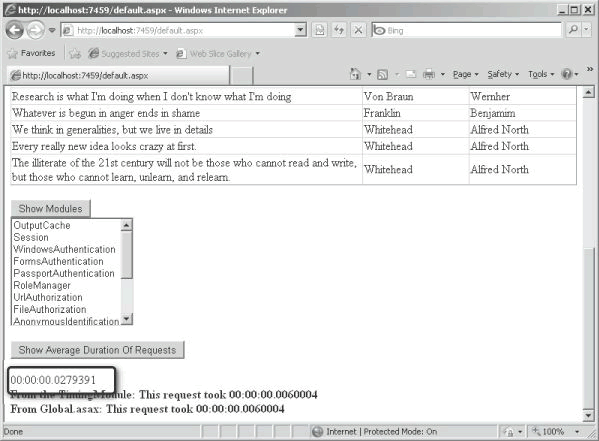 http://localhost:7459/default.aspx - Windows Internet Explorer
http://localhost:7459/default.aspx
Bing
Favorites
Suggested Sites
Web Slice Gallery
http://localhost:7459/default.aspx
Page
Safety
Tools
Research is what I'm doing when I don't know what I'm doing Von Braun Wernher
Whatever is begun in anger ends in shame Franklin Benjamim
We think in generalities, but we live in details Whitehead Alfred North
Every really new idea looks crazy at first. Whitehead Alfred North
The illiterate of the 21st century will not be those who cannot read and write,
but those who cannot learn, unlearn, and relearn. Whitehead Alfred North
Show Modules
OutputCache
Session
WindowsAuthentication
FormsAuthentication
PassportAuthentication
RoleManager
UrlAuthorization
FileAuthorization
AnonymousIdentification
Show Average Duration Of Requests
00:00:00.0279391
From the TimingModule: This request took 00:00:00.0060004
From Global.asax: This request took 00:00:00.0060004
Done
Internet | Protected Mode: On
100%